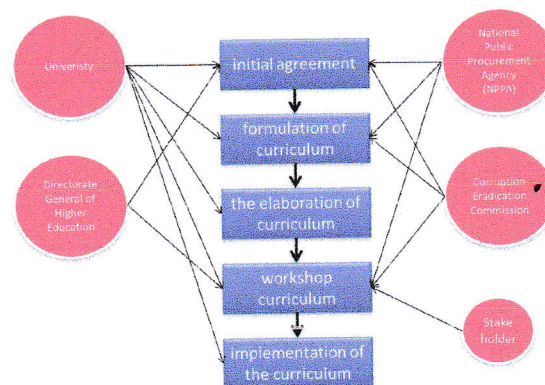 Univeristy
Directorate
General of
Higher
Education
initial agreement
formulation of
curriculum
the elaboration of
curriculum
workshop
curriculum
implementation of
the curriculum
National
Public
Procurement
Agency
(NPPA)
Corruption
Eradication
Commission
Stake
holder